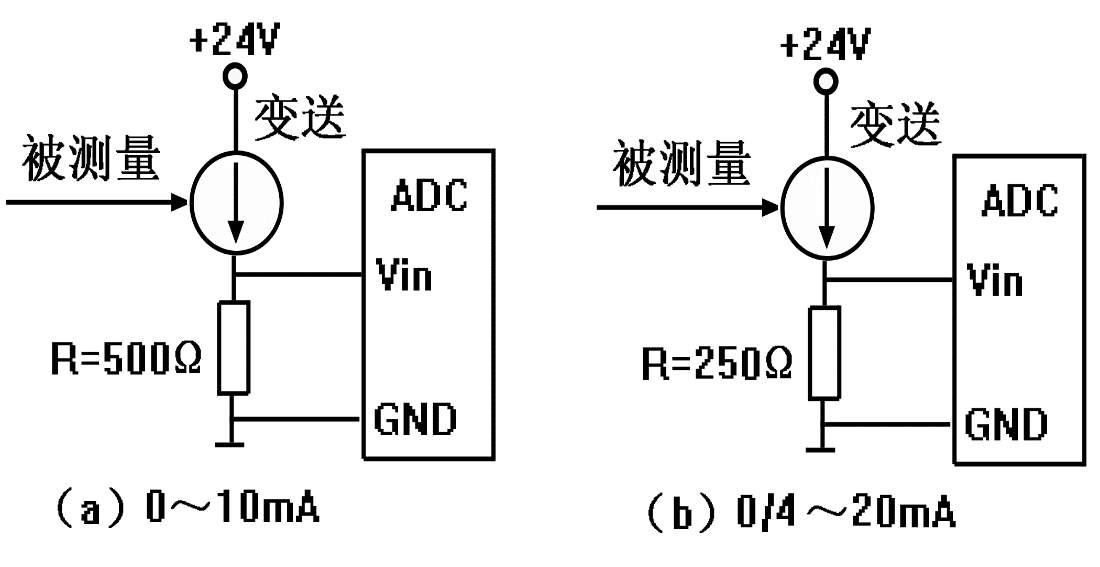 +24V
变送
被测量
ADC
Vin
R=500Ω
GND
(a) 0～10mA
+24V
变送
被测量
ADC
Vin
R=250Ω
GND
(b) 0/4～20mA